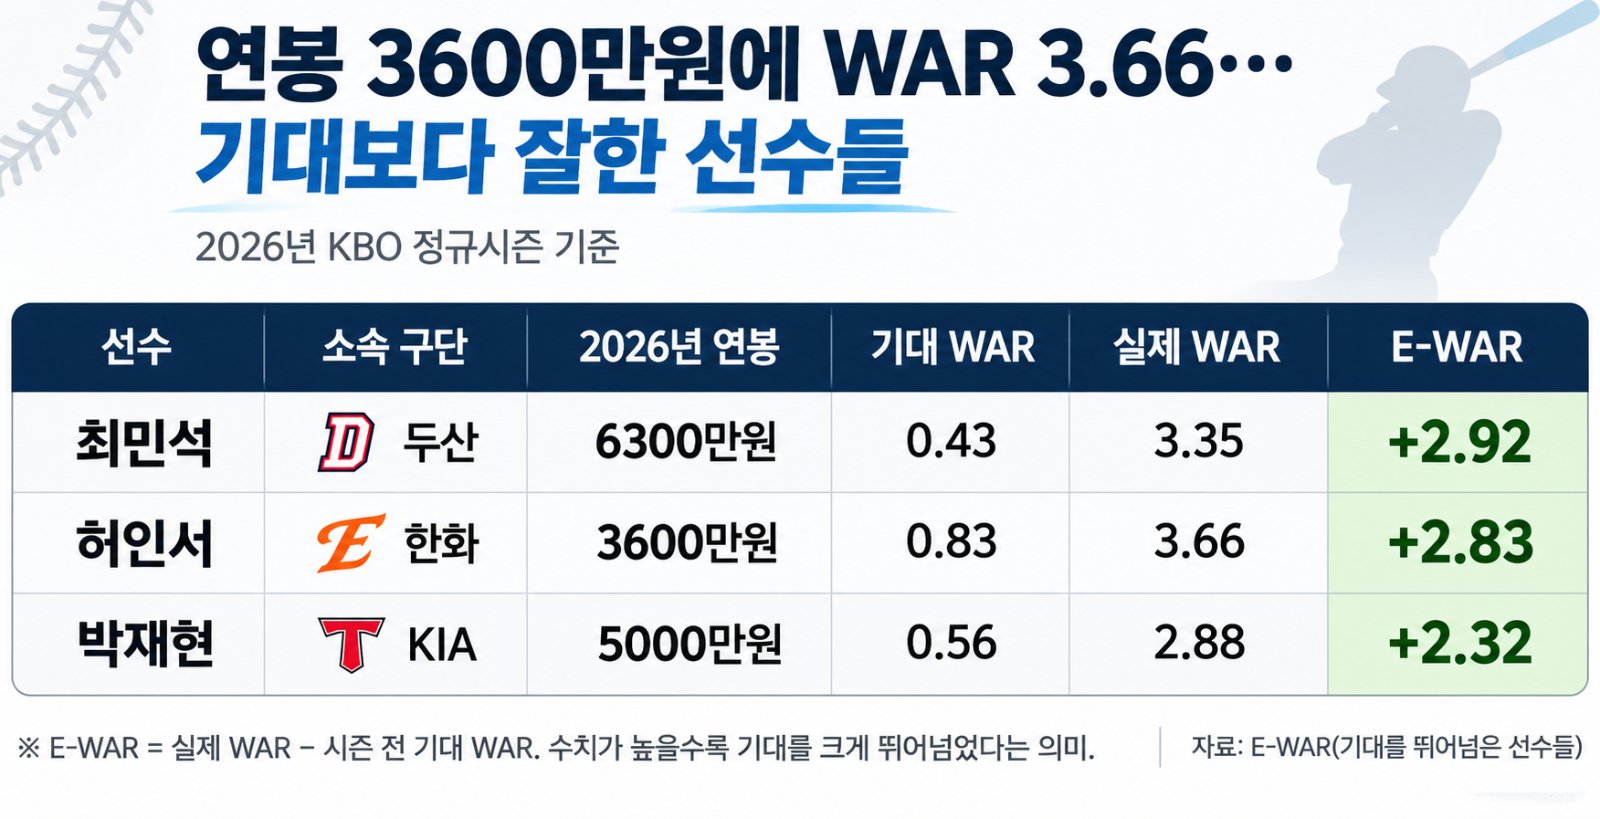 연봉 3600만원에 WAR 3.66…
기대보다 잘한 선수들
2026년 KBO 정규시즌 기준
선수 소속 구단 2026년 연봉 기대 WAR 실제 WAR E-WAR
최민석 D 두산 6300만원 0.43 3.35 +2.92
허인서 E 한화 3600만원 0.83 3.66 +2.83
박재현 T KIA 5000만원 0.56 2.88 +2.32
※ E-WAR = 실제 WAR – 시즌 전 기대 WAR. 수치가 높을수록 기대를 크게 뛰어넘었다는 의미.
자료: E-WAR(기대를 뛰어넘은 선수들)